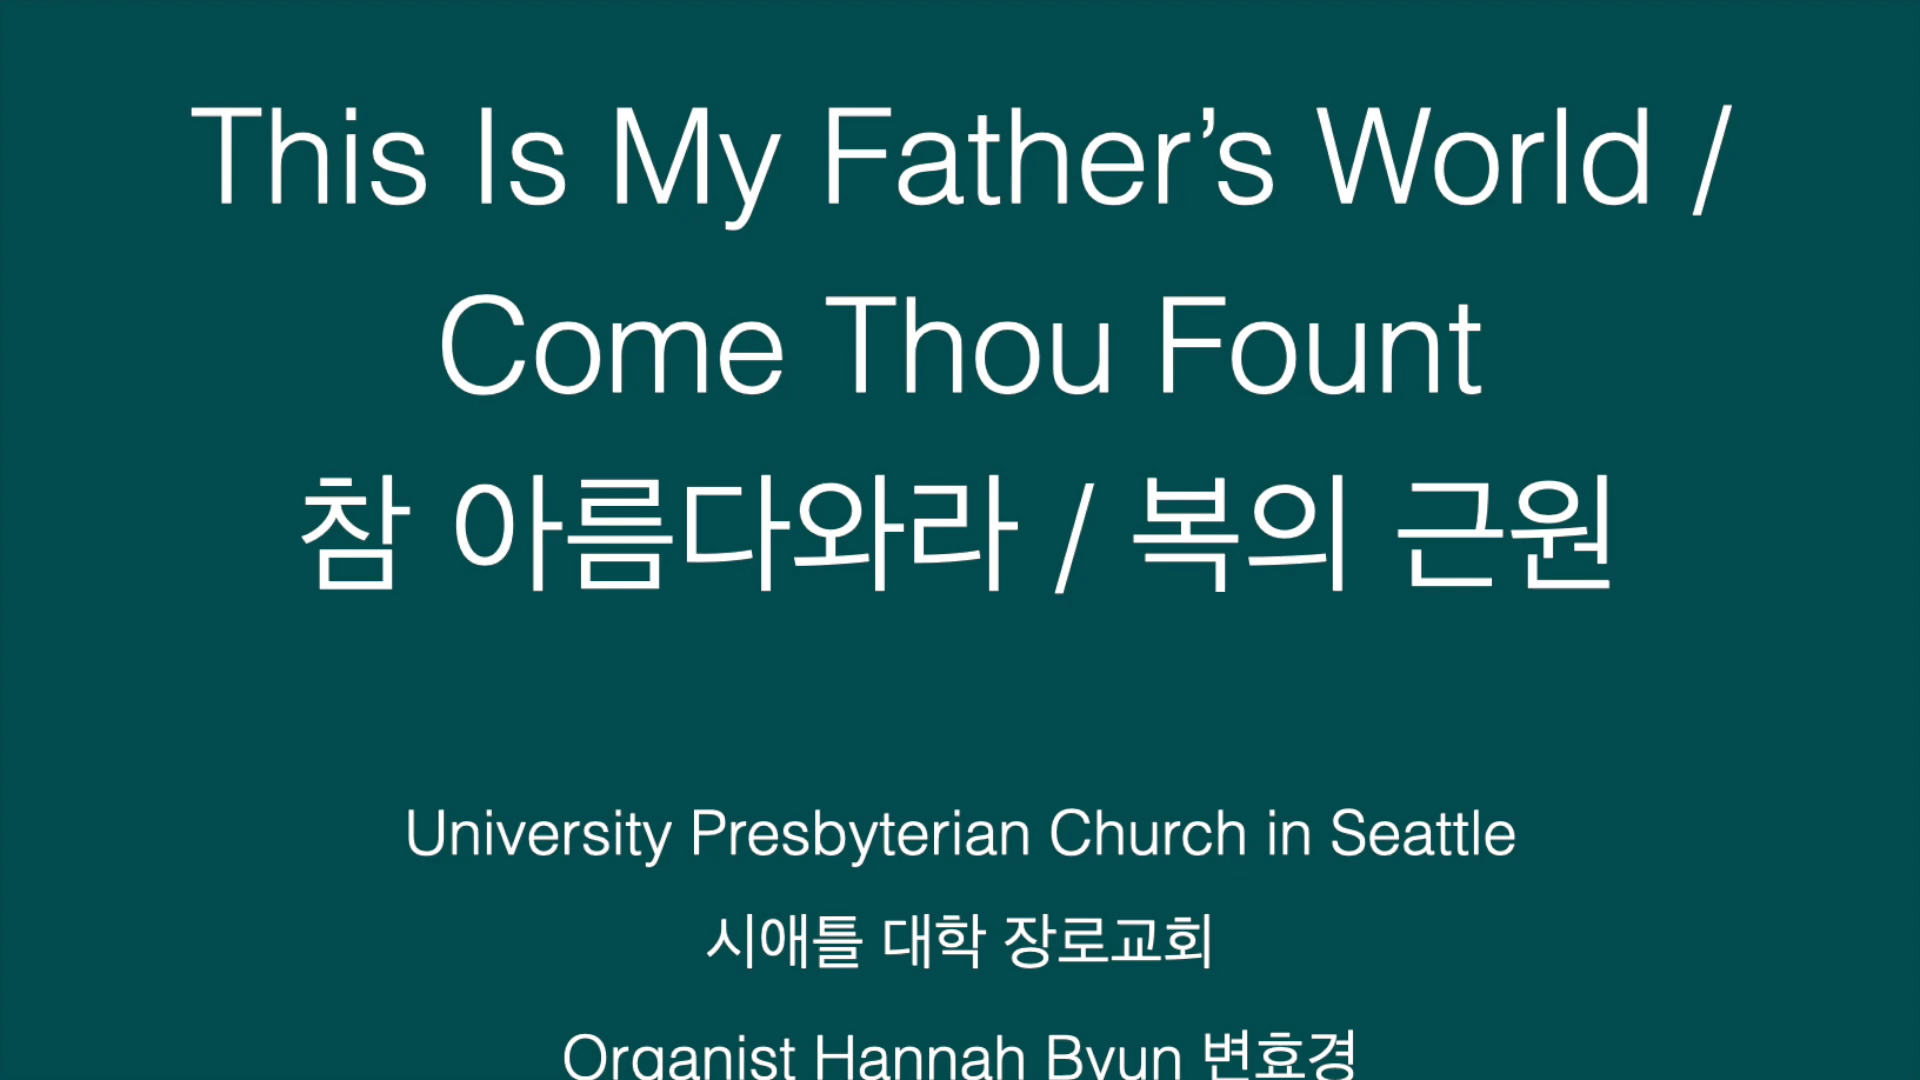 This Is My Father’s World /
Come Thou Fount
참 아름다와라 / 복의 근원
University Presbyterian Church in Seattle
시애틀 대학 장로교회
Organist Hannah Byun 변효경